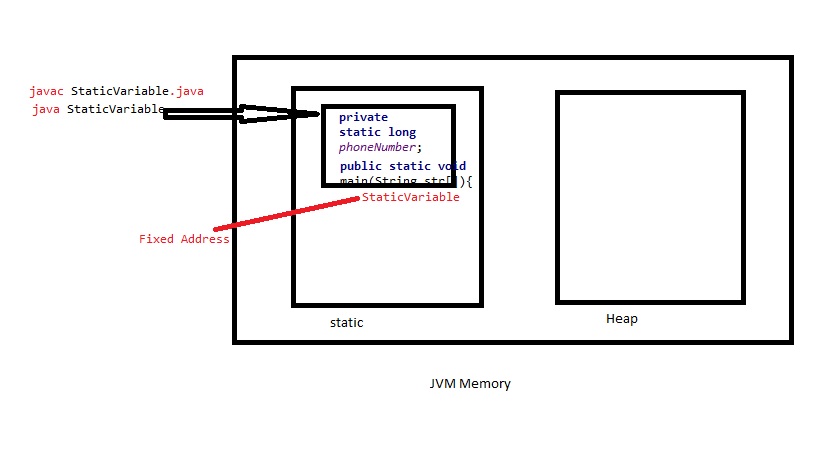 javac StaticVariable.java
java StaticVariable
private
static long
phoneNumber;
public static void
main(String str[]){
StaticVariable
Fixed Address
static
Heap
JVM Memory